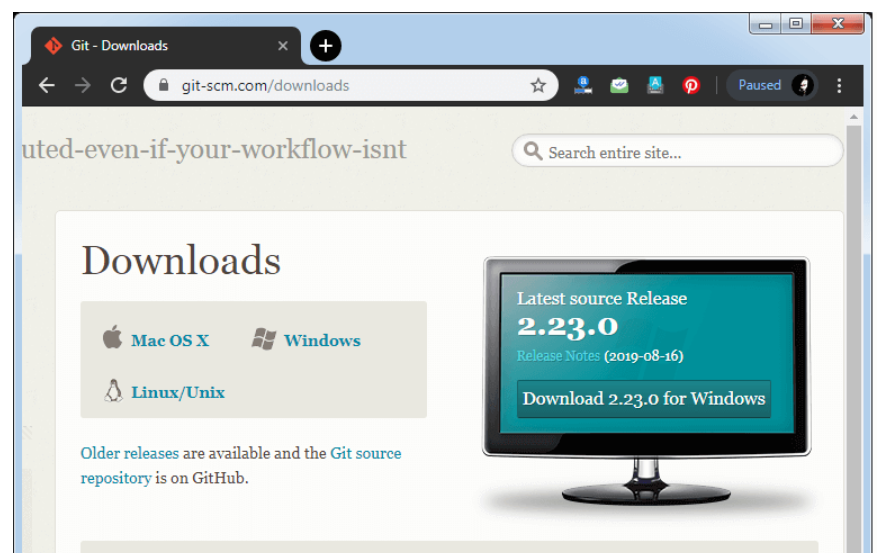 Git - Downloads
git-scm.com/downloads
Paused
uted-even-if-your-workflow-isnt
Search entire site...
Downloads
Mac OS X
Windows
Linux/Unix
Older releases are available and the Git source
repository is on GitHub.
Latest source Release
2.23.0
Release Notes (2019-08-16)
Download 2.23.0 for Windows